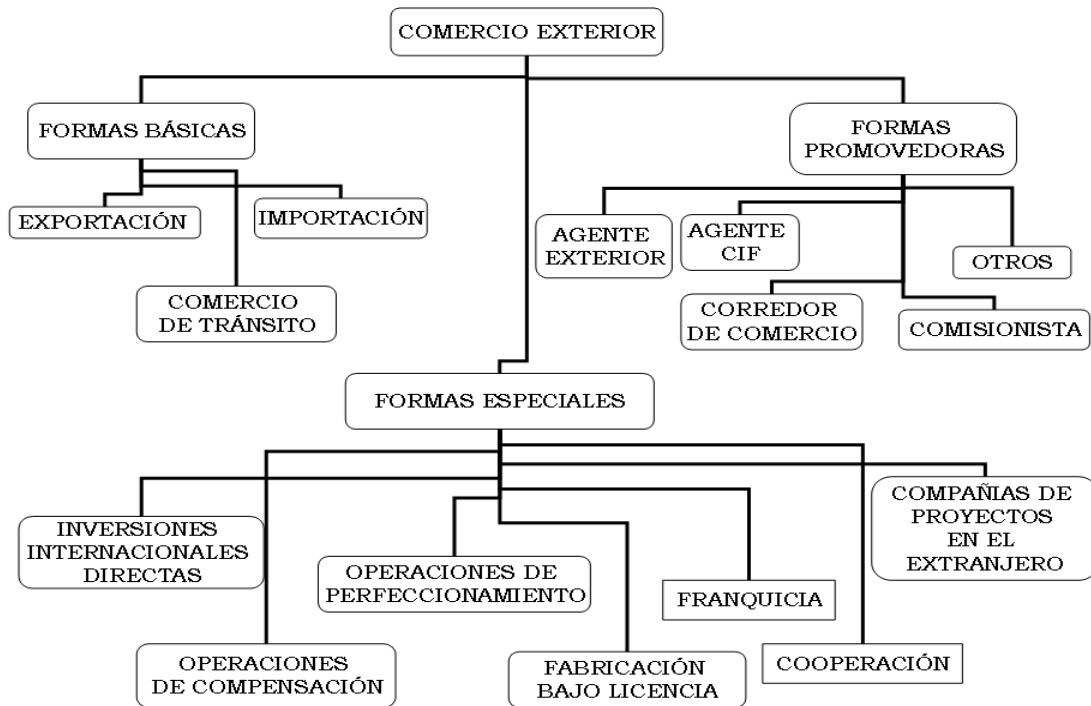 COMERCIO EXTERIOR
FORMAS BÁSICAS
FORMAS
PROMOVEDORAS
EXPORTACIÓN
IMPORTACIÓN
COMERCIO
DE TRÁNSITO
AGENTE
EXTERIOR
AGENTE
CIF
OTROS
CORREDOR
DE COMERCIO
COMISIONISTA
FORMAS ESPECIALES
INVERSIONES
INTERNACIONALES
DIRECTAS
OPERACIONES DE
PERFECCIONAMIENTO
FRANQUICIA
COMPAÑIAS DE
PROYECTOS
EN EL
EXTRANJERO
OPERACIONES
DE COMPENSACIÓN
FABRICACIÓN
BAJO LICENCIA
COOPERACIÓN